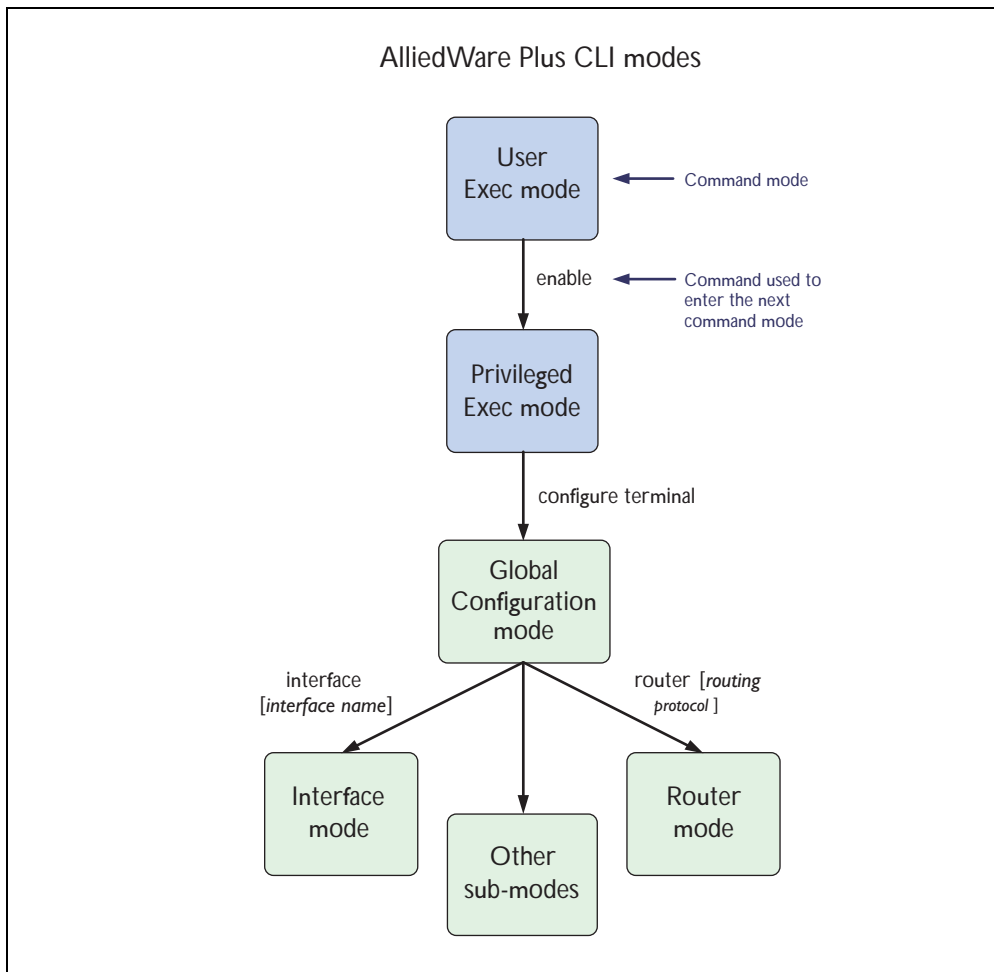 AlliedWare Plus CLI modes
User
Exec mode
Command mode
enable
Command used to
enter the next
command mode
Privileged
Exec mode
configure terminal
Global
Configuration
mode
interface
[interface name]
router [routing
protocol ]
Interface
mode
Router
mode
Other
sub-modes